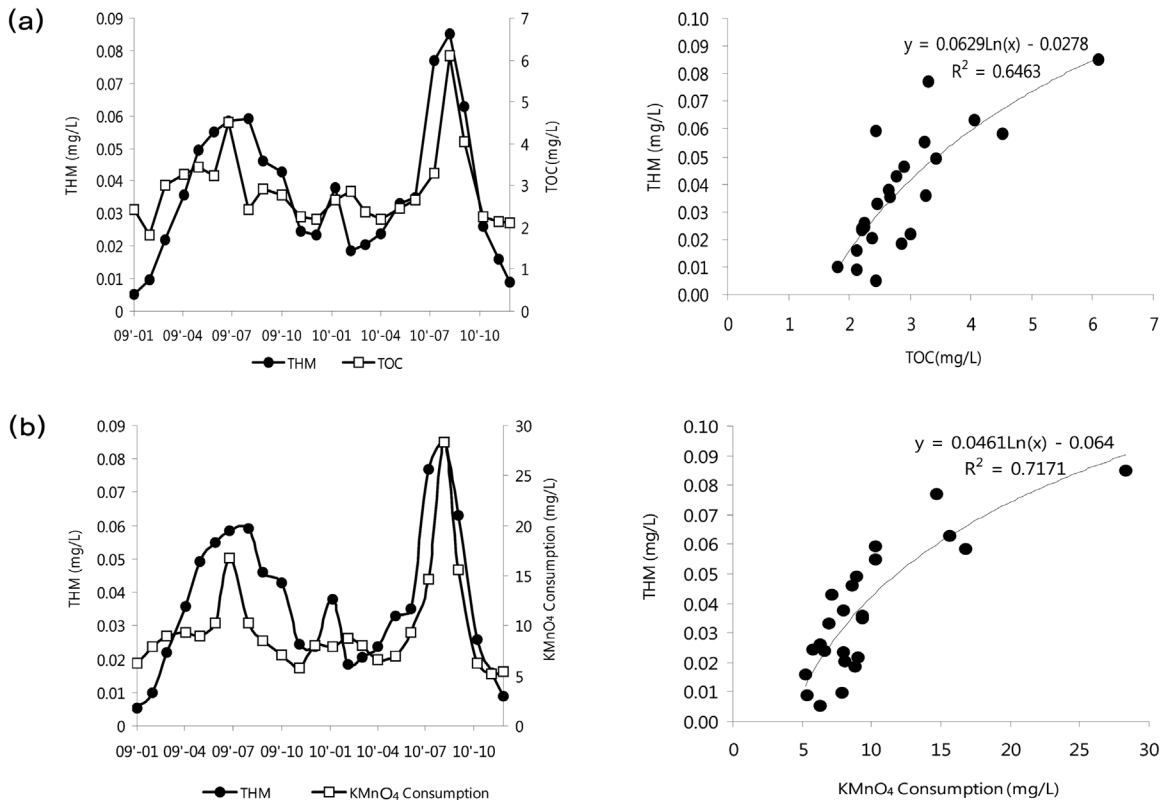 (a)
0.09
0.08
0.07
0.06
0.05
0.04
0.03
0.02
0.01
0
THM (mg/L)
7
6
5
4
3
2
1
0
TOC(mg/L)
09'-01 09'-04 09'-07 09'-10 10'-01 10'-04 10'-07 10'-10
THM TOC
0.10
0.09
0.08
0.07
0.06
0.05
0.04
0.03
0.02
0.01
0.00
THM (mg/L)
y = 0.0629Ln(x) - 0.0278
R² = 0.6463
0 1 2 3 4 5 6 7
TOC(mg/L)
(b)
0.09
0.08
0.07
0.06
0.05
0.04
0.03
0.02
0.01
0
THM (mg/L)
30
25
20
15
10
5
0
KMnO₄ Consumption (mg/L)
09'-01 09'-04 09'-07 09'-10 10'-01 10'-04 10'-07 10'-10
THM KMnO₄ Consumption
0.10
0.09
0.08
0.07
0.06
0.05
0.04
0.03
0.02
0.01
0.00
THM (mg/L)
y = 0.0461Ln(x) - 0.064
R² = 0.7171
0 5 10 15 20 25 30
KMnO₄ Consumption (mg/L)